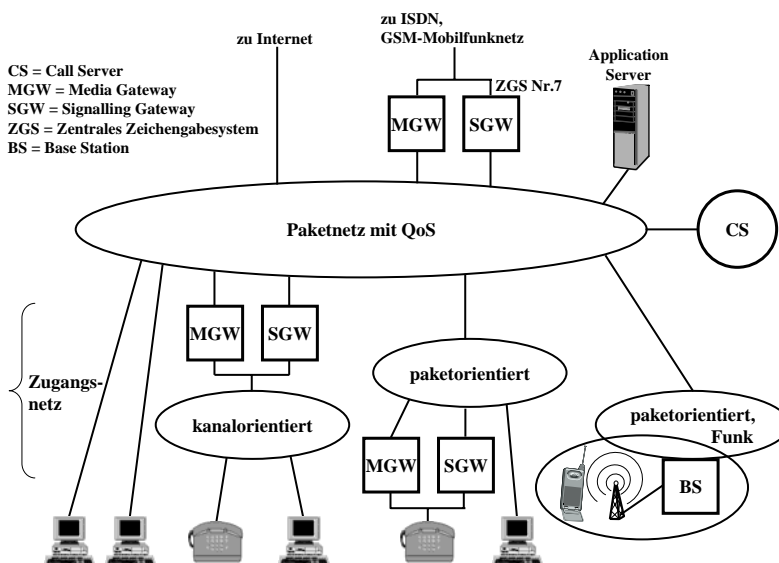 zu ISDN,
GSM-Mobilfunknetz
zu Internet
Application
Server
CS = Call Server
MGW = Media Gateway
SGW = Signalling Gateway
ZGS = Zentrales Zeichengabesystem
BS = Base Station
ZGS Nr.7
MGW
SGW
Paketnetz mit QoS
CS
MGW
SGW
Zugangs-
netz
paketorientiert
kanalorientiert
paketorientiert,
Funk
MGW
SGW
BS